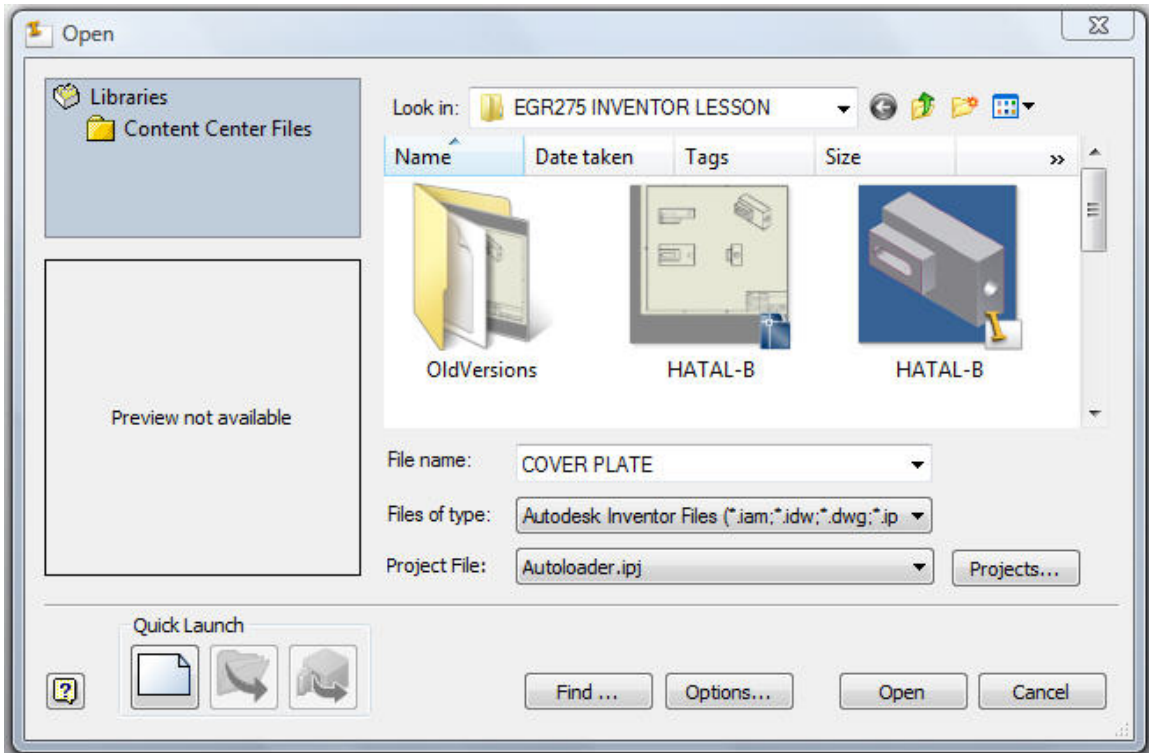 Open
Libraries
Content Center Files
Look in: EGR275 INVENTOR LESSON
Name Date taken Tags Size »
OldVersions HATAL-B HATAL-B
Preview not available
File name: COVER PLATE
Files of type: Autodesk Inventor Files (*.iam;*.idw;*.dwg;*.ip
Project File: Autoloader.ipj Projects...
Quick Launch
Find ... Options... Open Cancel